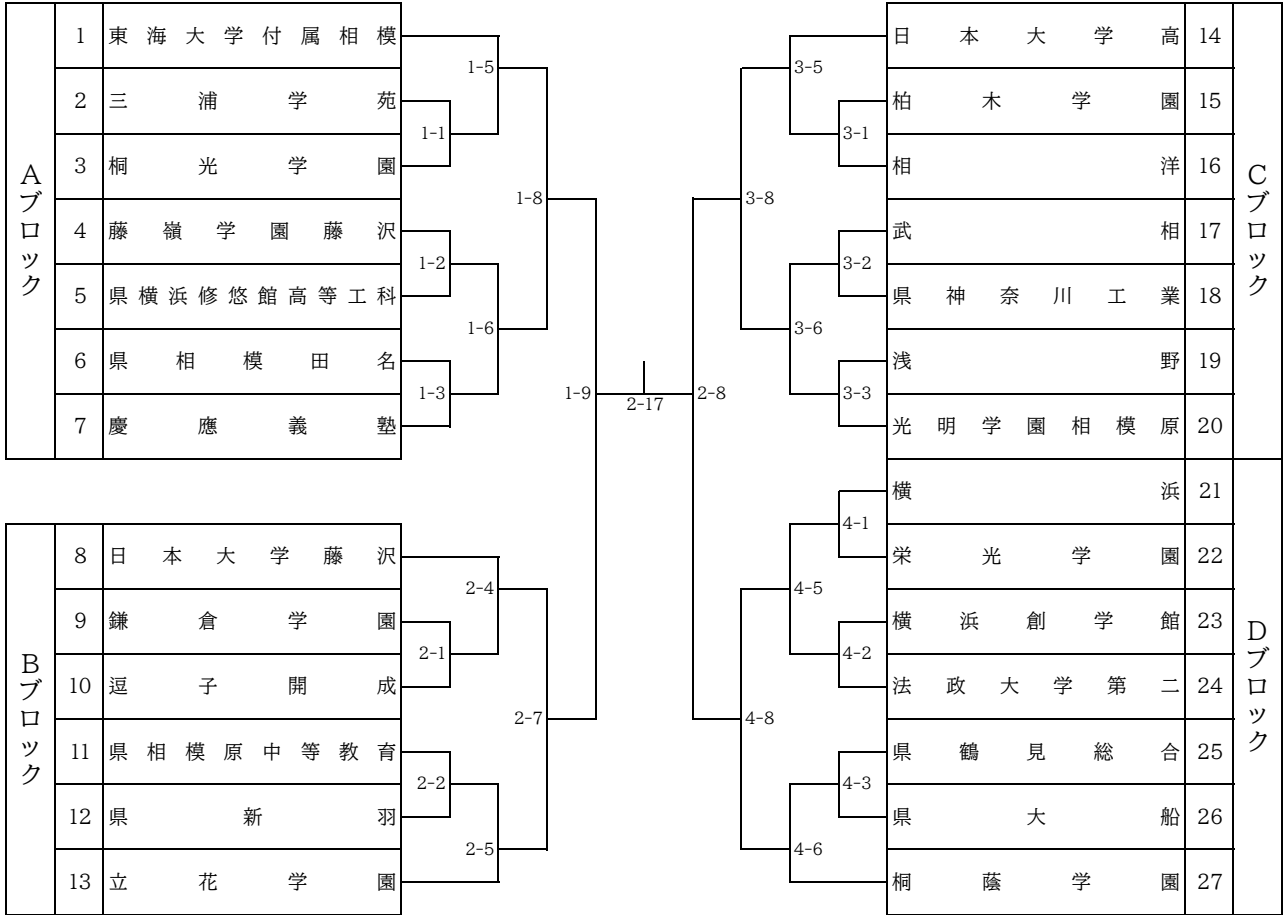 Aブロック
1 東海大学付属相模
2 三浦学苑
3 桐光学園
4 藤嶺学園藤沢
5 県横浜修悠館高等工科
6 県相模田名
7 慶應義塾
1-5
1-1
1-8
1-2
1-6
1-3
1-9
Bブロック
8 日本大学藤沢
9 鎌倉学園
10 逗子開成
11 県相模原中等教育
12 県新羽
13 立花学園
2-4
2-1
2-7
2-2
2-5
2-17
2-8
Cブロック
日本大学高 14
柏木学園 15
相洋 16
武相 17
県神奈川工業 18
浅野 19
光明学園相模原 20
3-5
3-1
3-8
3-2
3-6
3-3
Dブロック
横浜 21
栄光学園 22
横浜創学館 23
法政大学第二 24
県鶴見総合 25
県大船 26
桐蔭学園 27
4-1
4-5
4-2
4-8
4-3
4-6